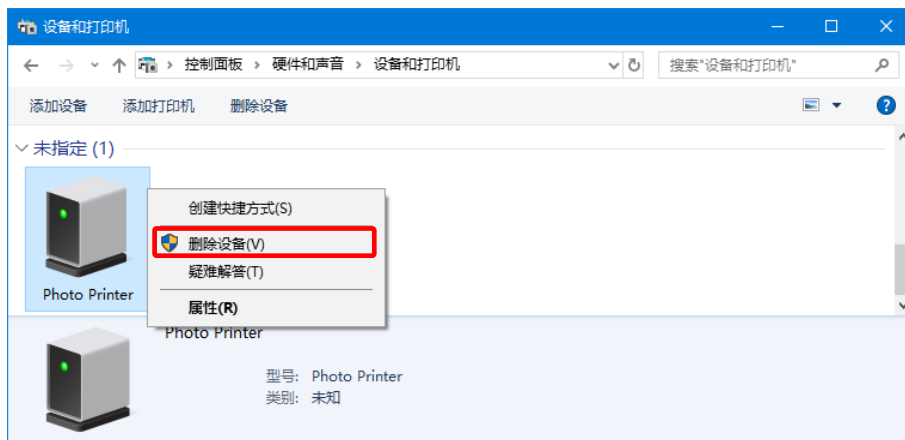 设备和打印机
控制面板 › 硬件和声音 › 设备和打印机
搜索"设备和打印机"
添加设备 添加打印机 删除设备
未指定 (1)
创建快捷方式(S)
删除设备(V)
疑难解答(T)
属性(R)
Photo Printer
Photo Printer
型号: Photo Printer
类别: 未知